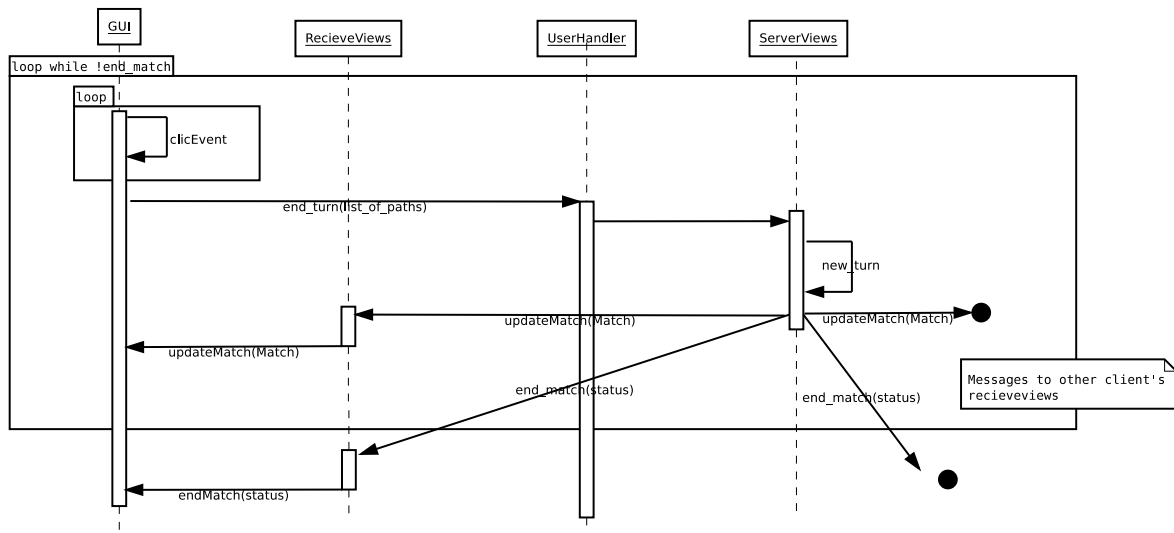 GUI
RecieveViews
UserHandler
ServerViews
loop while !end_match
loop
clicEvent
end_turn(list_of_paths)
new_turn
updateMatch(Match)
updateMatch(Match)
updateMatch(Match)
Messages to other client's
recieveviews
end_match(status)
end_match(status)
endMatch(status)